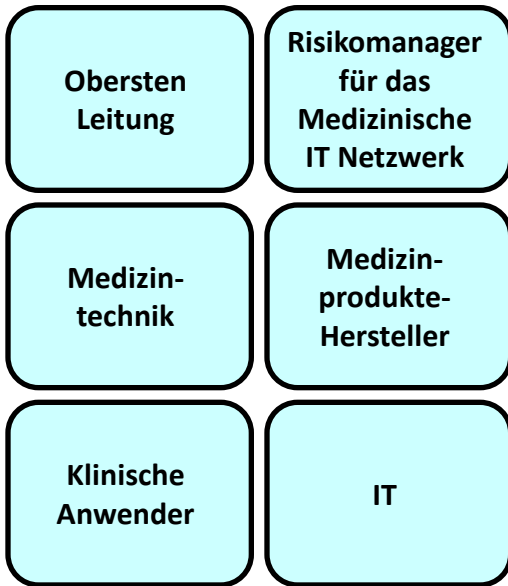 Obersten
Leitung
Risikomanager
für das
Medizinische
IT Netzwerk
Medizin-
technik
Medizin-
produkte-
Hersteller
Klinische
Anwender
IT